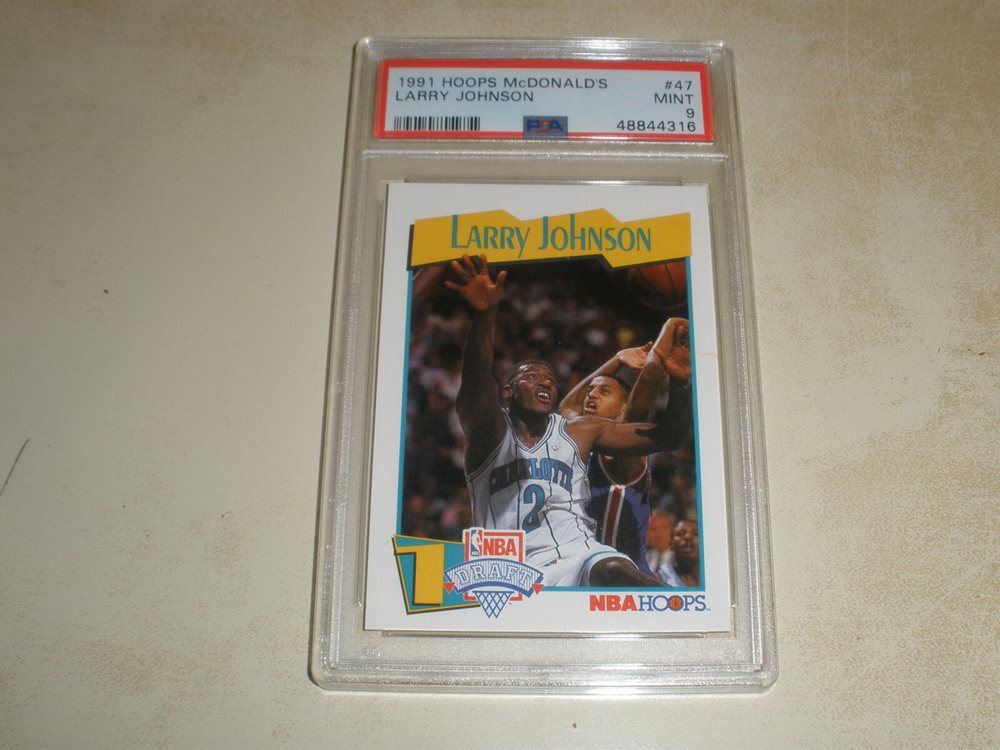 1991 HOOPS McDONALD'S #47
LARRY JOHNSON MINT
9
PSA 48844316
LARRY JOHNSON
CHARLOTTE
2
1
NBA
DRAFT
NBA HOOPS